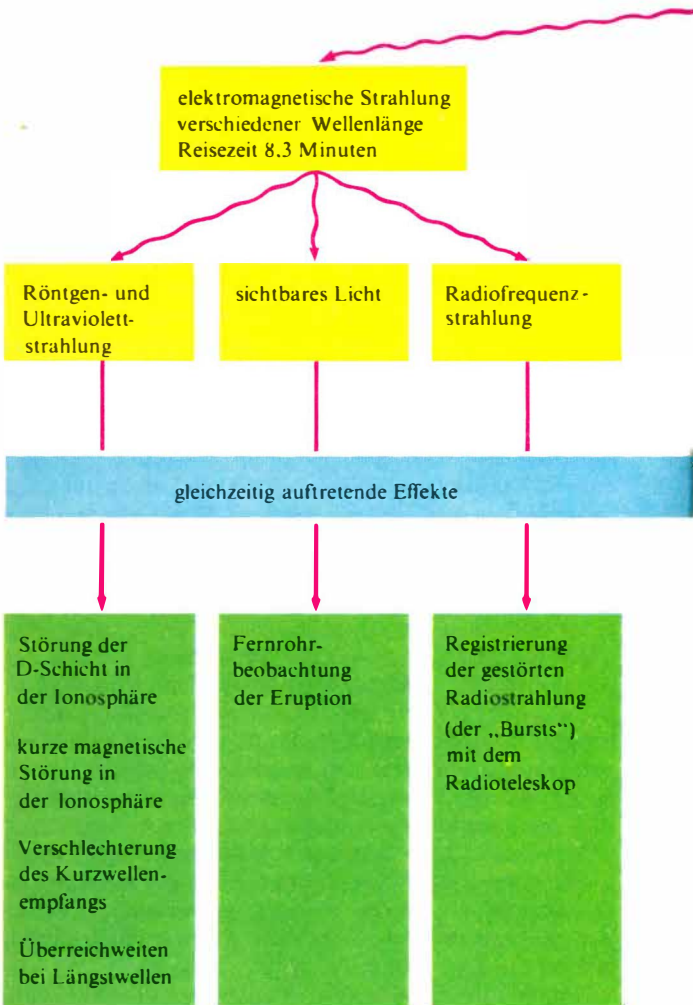 elektromagnetische Strahlung
verschiedener Wellenlänge
Reisezeit 8,3 Minuten
Röntgen- und
Ultraviolett-
strahlung
sichtbares Licht
Radiofrequenz-
strahlung
gleichzeitig auftretende Effekte
Störung der
D-Schicht in
der Ionosphäre
kurze magnetische
Störung in
der Ionosphäre
Verschlechterung
des Kurzwellen-
empfangs
Überreichweiten
bei Längstwellen
Fernrohr-
beobachtung
der Eruption
Registrierung
der gestörten
Radiostrahlung
(der „Bursts“)
mit dem
Radioteleskop